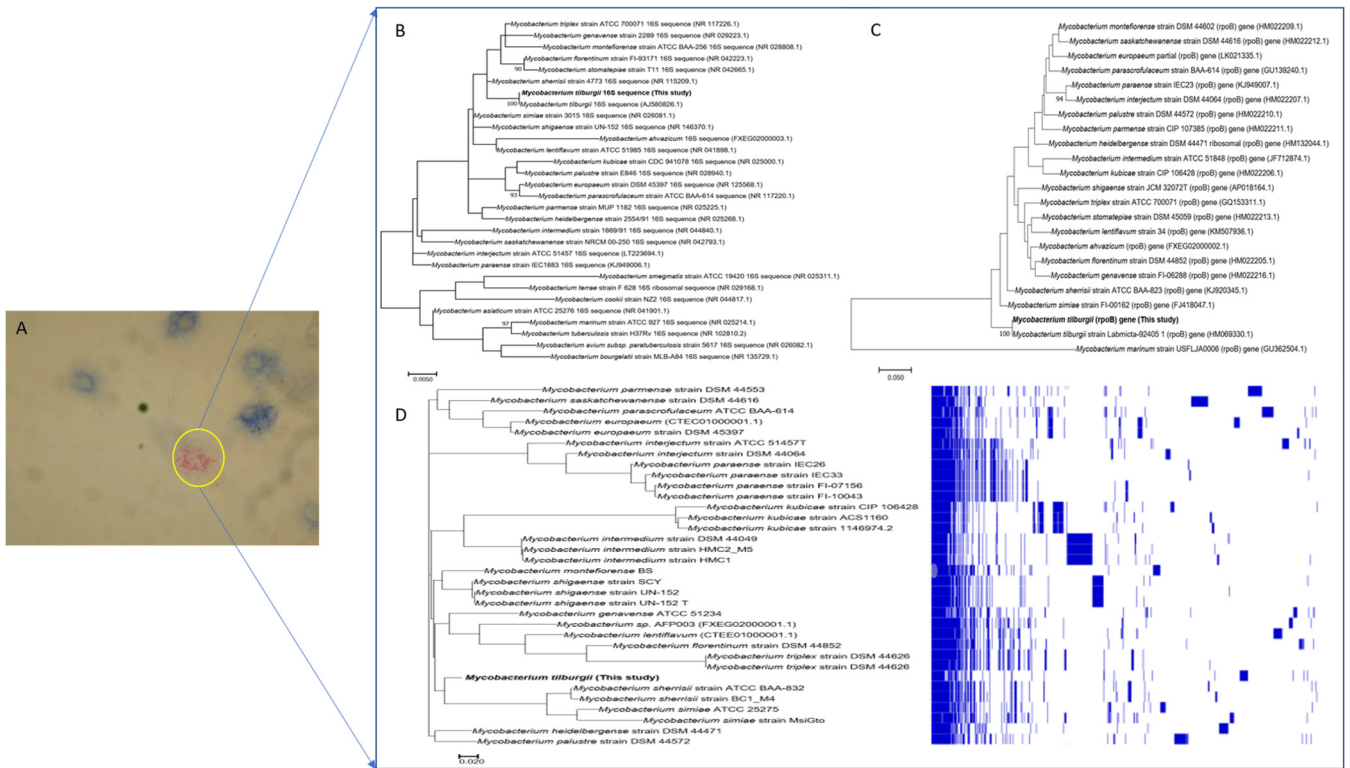 A
B
Mycobacterium triplex strain ATCC 700071 16S sequence (NR 117226.1)
Mycobacterium genavense 2289 16S sequence (NR 029223.1)
Mycobacterium montefiorense strain ATCC BAA-256 16S sequence (NR 028808.1)
Mycobacterium florentinum strain FI-93171 16S sequence (NR 042223.1)
90
Mycobacterium stomatepiae strain T11 16S sequence (NR 042665.1)
Mycobacterium sherrisii strain 4773 16S sequence (NR 115209.1)
Mycobacterium tilburgii 16S sequence (This study)
100
Mycobacterium tilburgii 16S sequence (AJ580826.1)
Mycobacterium simiae strain 3015 16S sequence (NR 026081.1)
Mycobacterium shigaense strain UN-152 16S sequence (NR 146370.1)
Mycobacterium ahvazicum 16S sequence (FXEG02000003.1)
Mycobacterium lentiflavum strain ATCC 51985 16S sequence (NR 041898.1)
Mycobacterium kubicae strain CDC 941078 16S sequence (NR 025000.1)
Mycobacterium palustre strain E846 16S sequence (NR 028940.1)
Mycobacterium europaeum strain DSM 45397 16S sequence (NR 125568.1)
93
Mycobacterium parascrofulaceum strain ATCC BAA-614 16S sequence (NR 117220.1)
Mycobacterium parmense strain MUP 1182 16S sequence (NR 025225.1)
Mycobacterium heidelbergense strain 2554/91 16S sequence (NR 025268.1)
Mycobacterium intermedium strain 1669/91 16S sequence (NR 044840.1)
Mycobacterium saskatchewanense strain NRCM 00-250 16S sequence (NR 042793.1)
Mycobacterium interjectum strain ATCC 51457 16S sequence (LT223694.1)
Mycobacterium paraense strain IEC1883 16S sequence (KJ949006.1)
Mycobacterium smegmatis strain ATCC 19420 16S sequence (NR 025311.1)
Mycobacterium terrae strain F 628 16S ribosomal sequence (NR 029168.1)
Mycobacterium cookii strain NZ2 16S sequence (NR 044817.1)
Mycobacterium asiaticum strain ATCC 25276 16S sequence (NR 041901.1)
Mycobacterium marinum strain ATCC 927 16S sequence (NR 025214.1)
97
Mycobacterium tuberculosis strain H37Rv 16S sequence (NR 102810.2)
Mycobacterium avium subsp. paratuberculosis strain 5617 16S sequence (NR 026082.1)
Mycobacterium bourgelatii strain MLB-A84 16S sequence (NR 135729.1)
0.0050
C
Mycobacterium montefiorense strain DSM 44602 (rpoB) gene (HM022209.1)
Mycobacterium saskatchewanense strain DSM 44616 (rpoB) gene (HM022212.1)
Mycobacterium europaeum partial (rpoB) gene (LK021335.1)
Mycobacterium parascrofulaceum strain BAA-614 (rpoB) gene (GU139240.1)
Mycobacterium paraense strain IEC23 (rpoB) gene (KJ949007.1)
94
Mycobacterium interjectum strain DSM 44064 (rpoB) gene (HM022207.1)
Mycobacterium palustre strain DSM 44572 (rpoB) gene (HM022210.1)
Mycobacterium parmense strain CIP 107385 (rpoB) gene (HM022211.1)
Mycobacterium heidelbergense strain DSM 44471 ribosomal (rpoB) gene (HM132044.1)
Mycobacterium intermedium strain ATCC 51848 (rpoB) gene (JF712874.1)
Mycobacterium kubicae strain CIP 106428 (rpoB) gene (HM022206.1)
Mycobacterium shigaense strain JCM 32072T (rpoB) gene (AP018164.1)
Mycobacterium triplex strain ATCC 700071 (rpoB) gene (GQ153311.1)
Mycobacterium stomatepiae strain DSM 45059 (rpoB) gene (HM022213.1)
Mycobacterium lentiflavum strain 34 (rpoB) gene (KM507936.1)
Mycobacterium ahvazicum (rpoB) gene (FXEG02000002.1)
Mycobacterium florentinum strain DSM 44852 (rpoB) gene (HM022205.1)
Mycobacterium genavense strain FI-06288 (rpoB) gene (HM022216.1)
Mycobacterium sherrisii strain ATCC BAA-823 (rpoB) gene (KJ920345.1)
Mycobacterium simiae strain FI-00162 (rpoB) gene (FJ418047.1)
Mycobacterium tilburgii (rpoB) gene (This study)
100
Mycobacterium tilburgii strain Labmicta-92405 1 (rpoB) gene (HM069330.1)
Mycobacterium marinum strain USFLJA0006 (rpoB) gene (GU362504.1)
0.050
D
Mycobacterium parmense strain DSM 44553
Mycobacterium saskatchewanense strain DSM 44616
Mycobacterium parascrofulaceum ATCC BAA-614
Mycobacterium europaeum (CTEC01000001.1)
Mycobacterium europaeum strain DSM 45397
Mycobacterium interjectum strain ATCC 51457T
Mycobacterium interjectum strain DSM 44064
Mycobacterium paraense strain IEC26
Mycobacterium paraense strain IEC33
Mycobacterium paraense strain FI-07156
Mycobacterium paraense strain FI-10043
Mycobacterium kubicae strain CIP 106428
Mycobacterium kubicae strain ACS1160
Mycobacterium kubicae strain 1146974.2
Mycobacterium intermedium strain DSM 44049
Mycobacterium intermedium strain HMC2_M5
Mycobacterium intermedium strain HMC1
Mycobacterium montefiorense BS
Mycobacterium shigaense strain SCY
Mycobacterium shigaense strain UN-152
Mycobacterium shigaense strain UN-152 T
Mycobacterium genavense ATCC 51234
Mycobacterium sp. AFP003 (FXEG02000001.1)
Mycobacterium lentiflavum (CTEE01000001.1)
Mycobacterium florentinum strain DSM 44852
Mycobacterium triplex strain DSM 44626
Mycobacterium triplex strain DSM 44626
Mycobacterium tilburgii (This study)
Mycobacterium sherrisii strain ATCC BAA-832
Mycobacterium sherrisii strain BC1_M4
Mycobacterium simiae ATCC 25275
Mycobacterium simiae strain MsiGto
Mycobacterium heidelbergense strain DSM 44471
Mycobacterium palustre strain DSM 44572
0.020